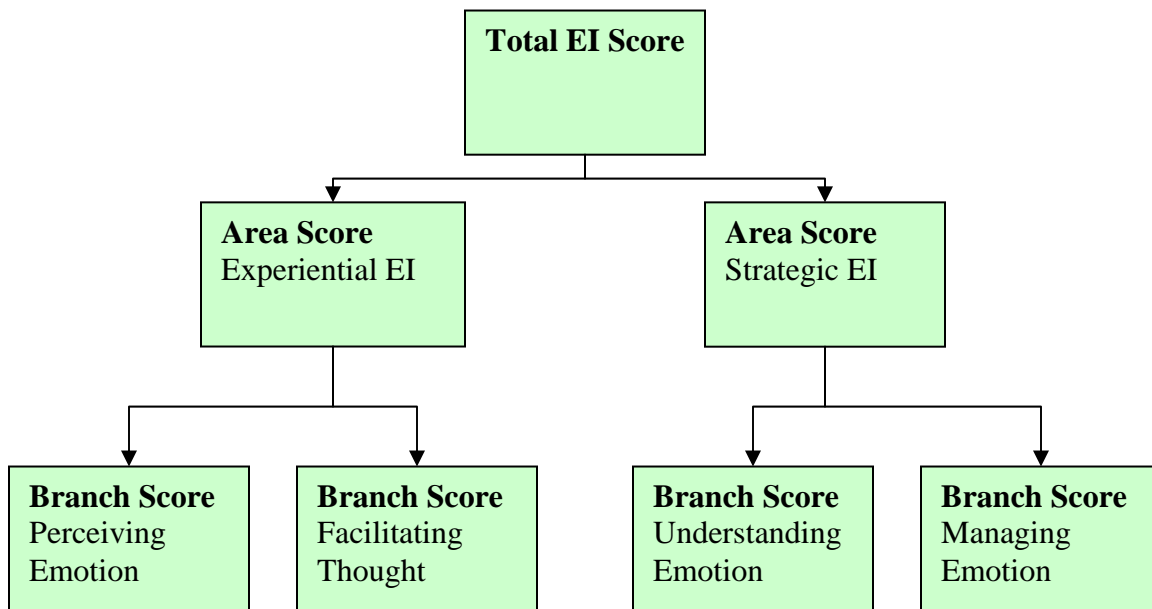 Total EI Score
Area Score
Experiential EI
Area Score
Strategic EI
Branch Score
Perceiving
Emotion
Branch Score
Facilitating
Thought
Branch Score
Understanding
Emotion
Branch Score
Managing
Emotion